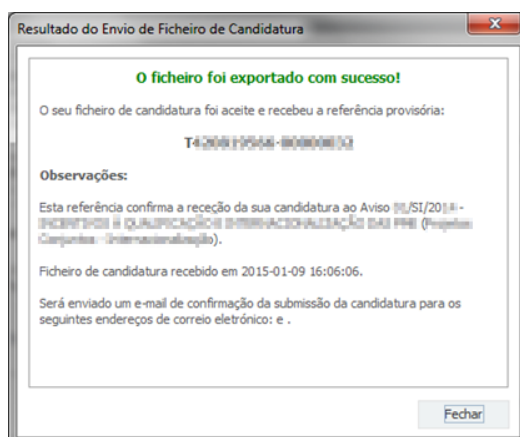 Resultado do Envio de Ficheiro de Candidatura
O ficheiro foi exportado com sucesso!
O seu ficheiro de candidatura foi aceite e recebeu a referência provisória:
Observações:
Esta referência confirma a receção da sua candidatura ao Aviso /SI/201 -
Ficheiro de candidatura recebido em 2015-01-09 16:06:06.
Será enviado um e-mail de confirmação da submissão da candidatura para os
seguintes endereços de correio eletrónico: e .
Fechar